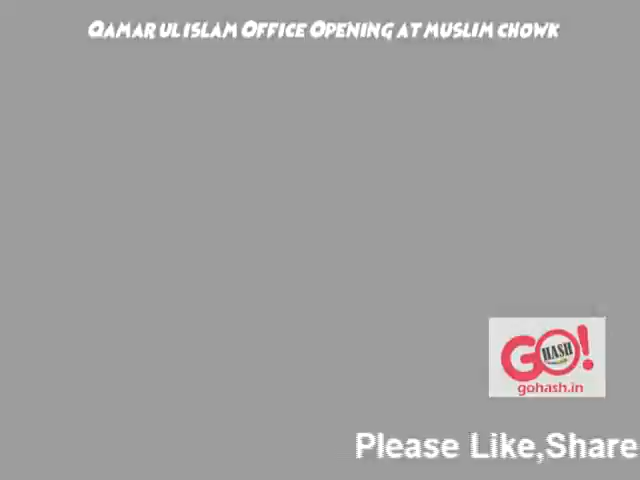 Qamar ul islam Office Opening at muslim chowk
GO!
HASH
gohash.in
Please Like,Share